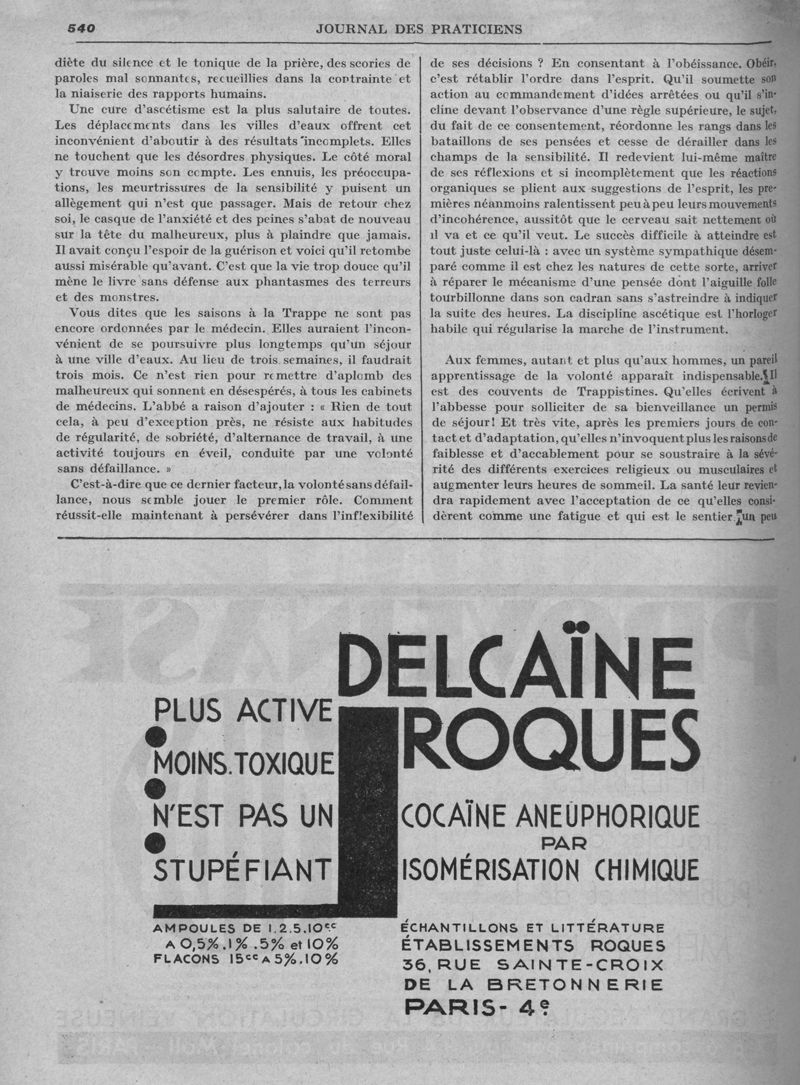 540
JOURNAL DES PRATICIENS
diète du silence et le tonique de la prière, des scories de
paroles mal sonnantes, recueillies dans la contrainte et
la niaiserie des rapports humains.
Une cure d'ascétisme est la plus salutaire de toutes.
Les déplacements dans les villes d'eaux offrent cet
inconvénient d'aboutir à des résultats incomplets. Elles
ne touchent que les désordres physiques. Le côté moral
y trouve moins son compte. Les ennuis, les préoccupa-
tions, les meurtrissures de la sensibilité y puisent un
allègement qui n'est que passager. Mais de retour chez
soi, le casque de l'anxiété et des peines s'abat de nouveau
sur la tête du malheureux, plus à plaindre que jamais.
Il avait conçu l'espoir de la guérison et voici qu'il retombe
aussi misérable qu'avant. C'est que la vie trop douce qu'il
mène le livre sans défense aux phantasmes des terreurs
et des monstres.
Vous dites que les saisons à la Trappe ne sont pas
encore ordonnées par le médecin. Elles auraient l'incon-
vénient de se poursuivre plus longtemps qu'un séjour
à une ville d'eaux. Au lieu de trois semaines, il faudrait
trois mois. Ce n'est rien pour remettre d'aplomb des
malheureux qui sonnent en désespérés, à tous les cabinets
de médecins. L'abbé a raison d'ajouter : « Rien de tout
cela, à peu d'exception près, ne résiste aux habitudes
de régularité, de sobriété, d'alternance de travail, à une
activité toujours en éveil, conduite par une volonté
sans défaillance. »
C'est-à-dire que ce dernier facteur, la volonté sans défail-
lance, nous semble jouer le premier rôle. Comment
réussit-elle maintenant à persévérer dans l'inflexibilité
de ses décisions ? En consentant à l'obéissance. Obéir,
c'est rétablir l'ordre dans l'esprit. Qu'il soumette son
action au commandement d'idées arrêtées ou qu'il s'in-
cline devant l'observance d'une règle supérieure, le sujet,
du fait de ce consentement, réordonne les rangs dans les
bataillons de ses pensées et cesse de dérailler dans les
champs de la sensibilité. Il redevient lui-même maître
de ses réflexions et si incomplètement que les réactions
organiques se plient aux suggestions de l'esprit, les pre-
mières néanmoins ralentissent peu à peu leurs mouvements
d'incohérence, aussitôt que le cerveau sait nettement où
il va et ce qu'il veut. Le succès difficile à atteindre est
tout juste celui-là : avec un système sympathique désem-
paré comme il est chez les natures de cette sorte, arriver
à réparer le mécanisme d'une pensée dont l'aiguille folle
tourbillonne dans son cadran sans s'astreindre à indiquer
la suite des heures. La discipline ascétique est l'horloger
habile qui régularise la marche de l'instrument.
Aux femmes, autant et plus qu'aux hommes, un pareil
apprentissage de la volonté apparaît indispensable. Il
est des couvents de Trappistines. Qu'elles écrivent à
l'abbesse pour solliciter de sa bienveillance un permis
de séjour! Et très vite, après les premiers jours de con-
tact et d'adaptation, qu'elles n'invoquent plus les raisons de
faiblesse et d'accablement pour se soustraire à la sévé-
rité des différents exercices religieux ou musculaires et
augmenter leurs heures de sommeil. La santé leur revien-
dra rapidement avec l'acceptation de ce qu'elles consi-
dèrent comme une fatigue et qui est le sentier un peu
DELCAÏNE
ROQUES
PLUS ACTIVE
MOINS.TOXIQUE
N'EST PAS UN
STUPÉFIANT
COCAÏNE ANEUPHORIQUE
PAR
ISOMÉRISATION CHIMIQUE
AMPOULES DE 1.2.5.10cc
A 0,5%.1%.5% et 10%
FLACONS 15cc A 5%.10%
ÉCHANTILLONS ET LITTÉRATURE
ÉTABLISSEMENTS ROQUES
36, RUE SAINTE-CROIX
DE LA BRETONNERIE
PARIS-4e